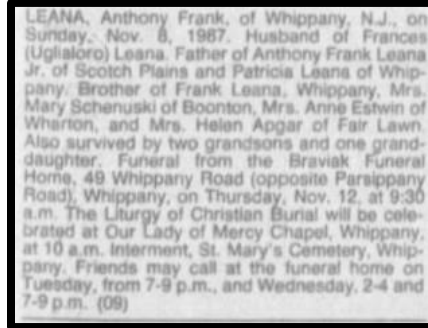 LEANA, Anthony Frank, of Whippany, N.J., on
Sunday, Nov. 8, 1987. Husband of Frances
(Uglialoro) Leana. Father of Anthony Frank Leana
Jr. of Scotch Plains and Patricia Leana of Whip-
pany. Brother of Frank Leana, Whippany, Mrs.
Mary Schenuski of Boonton, Mrs. Anne Estwin of
Wharton, and Mrs. Helen Apgar of Fair Lawn.
Also survived by two grandsons and one grand-
daughter. Funeral from the Braviak Funeral
Home, 49 Whippany Road (opposite Parsippany
Road), Whippany, on Thursday, Nov. 12, at 9:30
a.m. The Liturgy of Christian Burial will be cele-
brated at Our Lady of Mercy Chapel, Whippany,
at 10 a.m. Interment, St. Mary's Cemetery, Whip-
pany. Friends may call at the funeral home on
Tuesday, from 7-9 p.m., and Wednesday, 2-4 and
7-9 p.m. (09)